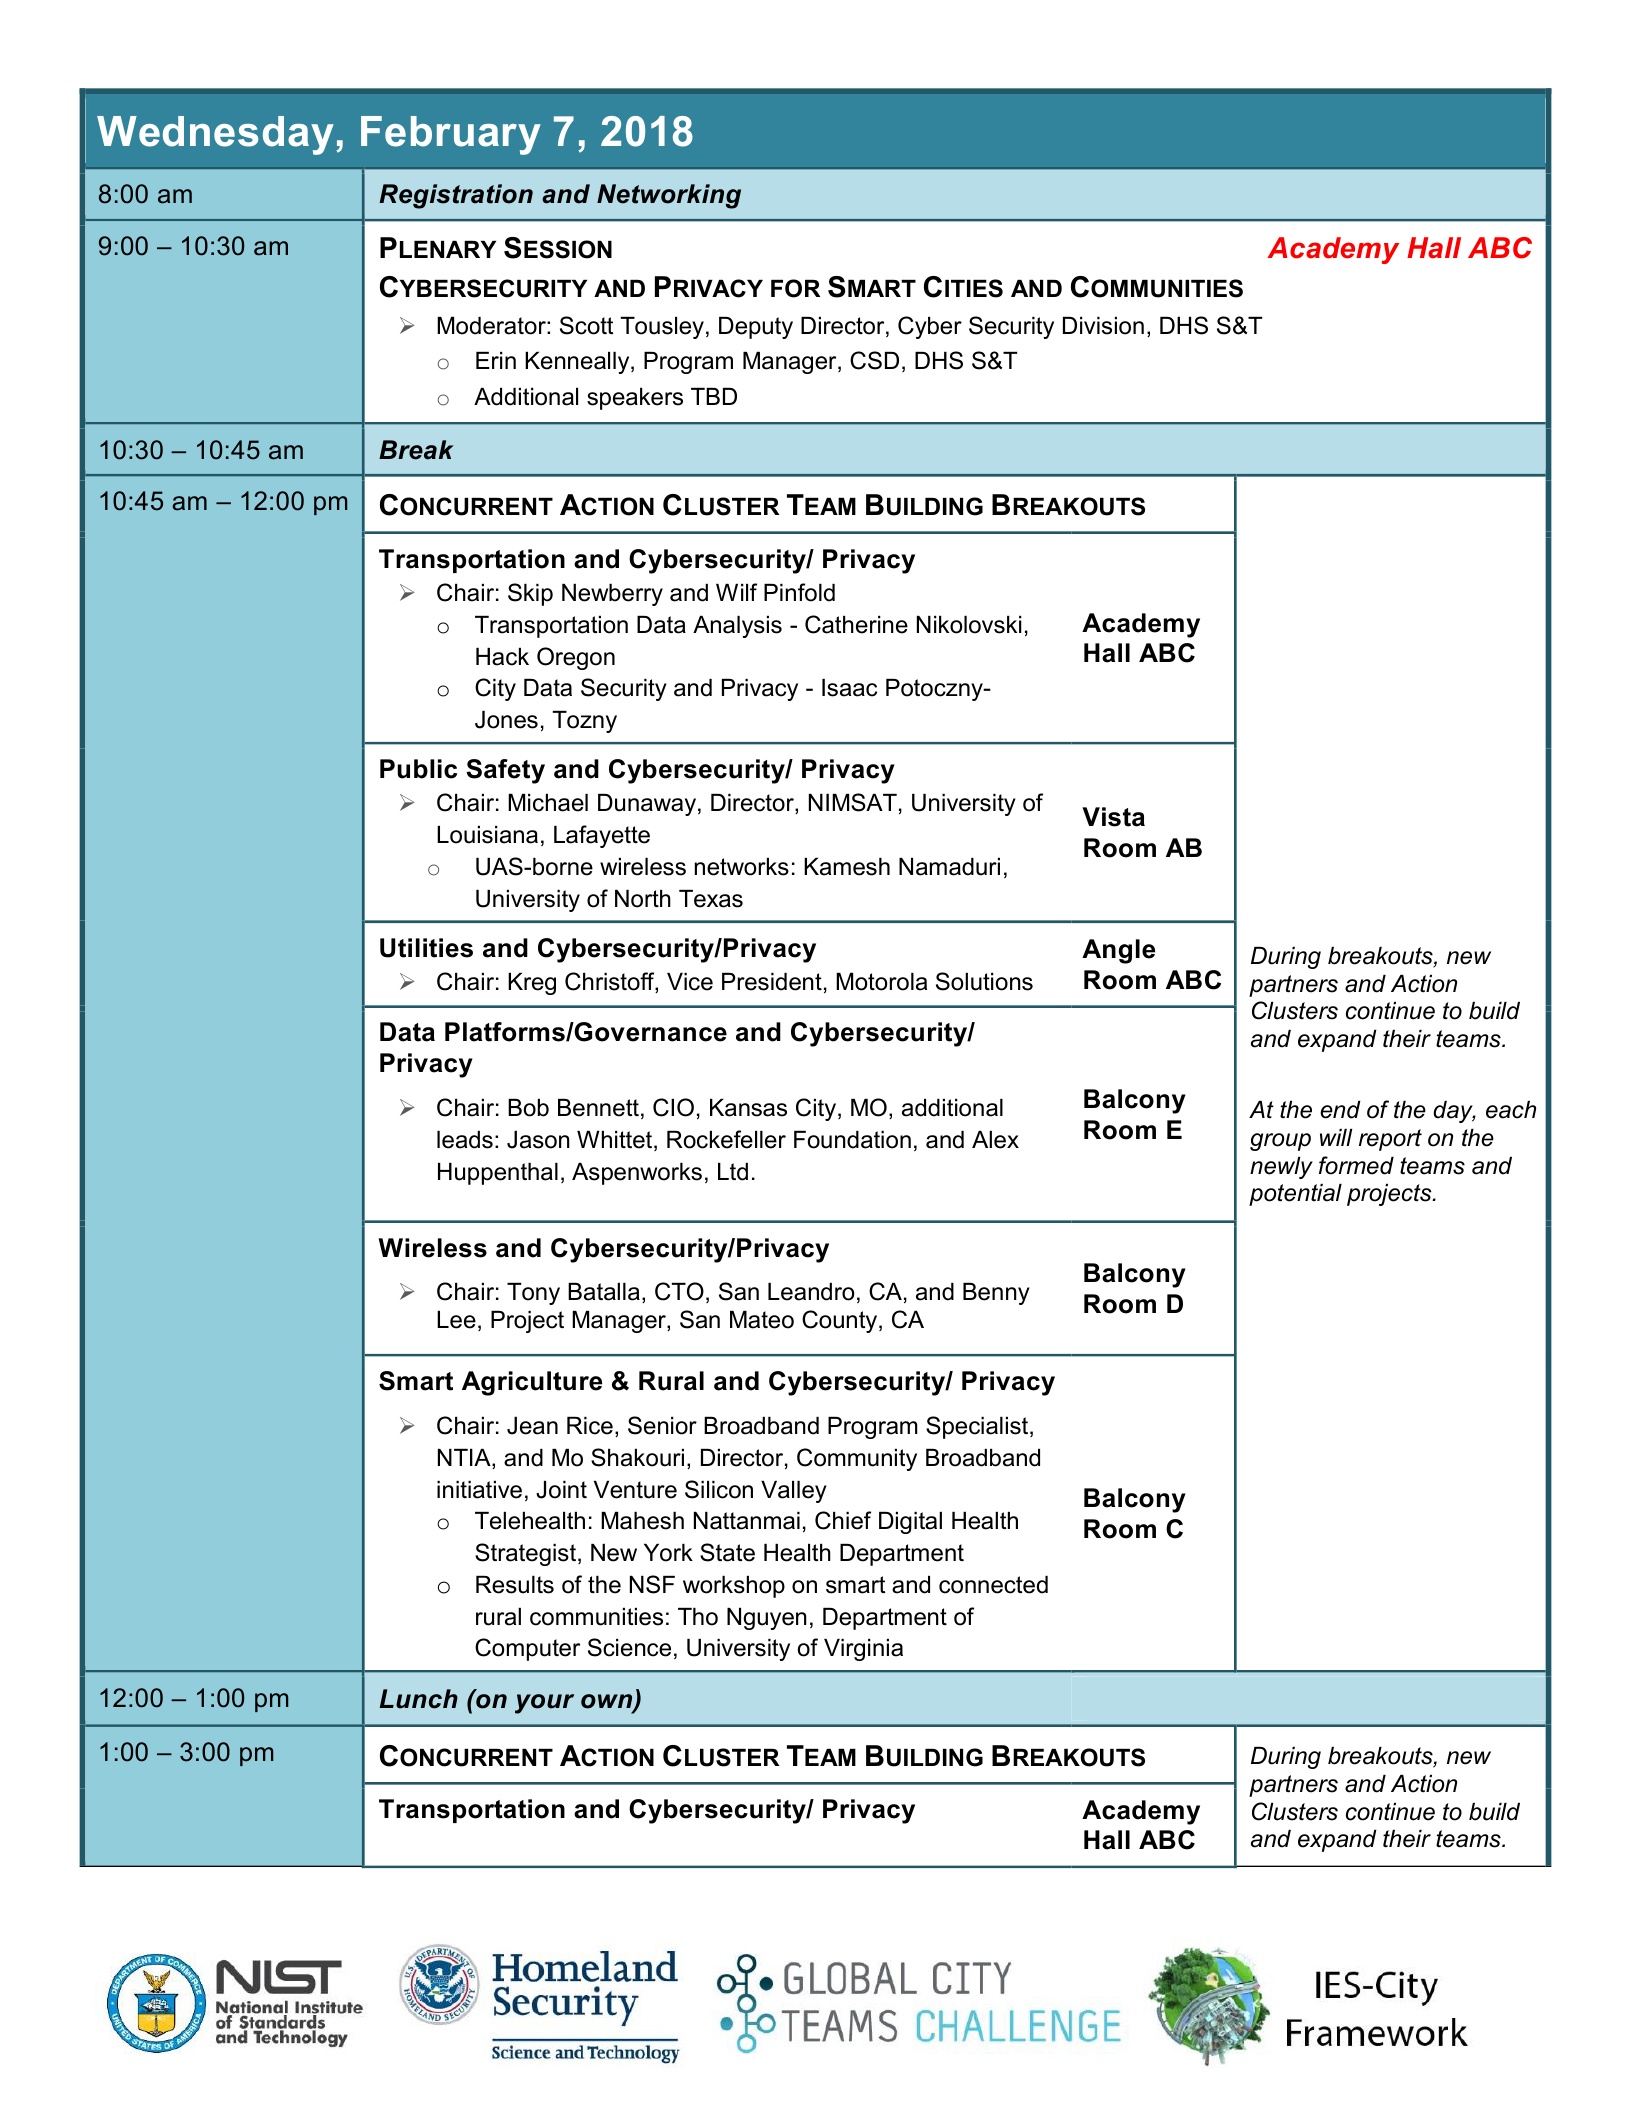 Wednesday, February 7, 2018
8:00 am
Registration and Networking
9:00 – 10:30 am
PLENARY SESSION
Academy Hall ABC
CYBERSECURITY AND PRIVACY FOR SMART CITIES AND COMMUNITIES
➢ Moderator: Scott Tousley, Deputy Director, Cyber Security Division, DHS S&T
o Erin Kenneally, Program Manager, CSD, DHS S&T
o Additional speakers TBD
10:30 – 10:45 am
Break
10:45 am – 12:00 pm
CONCURRENT ACTION CLUSTER TEAM BUILDING BREAKOUTS
Transportation and Cybersecurity/ Privacy
➢ Chair: Skip Newberry and Wilf Pinfold
o Transportation Data Analysis - Catherine Nikolovski,
Hack Oregon
o City Data Security and Privacy - Isaac Potoczny-
Jones, Tozny
Academy
Hall ABC
Public Safety and Cybersecurity/ Privacy
➢ Chair: Michael Dunaway, Director, NIMSAT, University of
Louisiana, Lafayette
o UAS-borne wireless networks: Kamesh Namaduri,
University of North Texas
Vista
Room AB
Utilities and Cybersecurity/Privacy
➢ Chair: Kreg Christoff, Vice President, Motorola Solutions
Angle
Room ABC
Data Platforms/Governance and Cybersecurity/
Privacy
➢ Chair: Bob Bennett, CIO, Kansas City, MO, additional
leads: Jason Whittet, Rockefeller Foundation, and Alex
Huppenthal, Aspenworks, Ltd.
Balcony
Room E
Wireless and Cybersecurity/Privacy
➢ Chair: Tony Batalla, CTO, San Leandro, CA, and Benny
Lee, Project Manager, San Mateo County, CA
Balcony
Room D
Smart Agriculture & Rural and Cybersecurity/ Privacy
➢ Chair: Jean Rice, Senior Broadband Program Specialist,
NTIA, and Mo Shakouri, Director, Community Broadband
initiative, Joint Venture Silicon Valley
o Telehealth: Mahesh Nattanmai, Chief Digital Health
Strategist, New York State Health Department
o Results of the NSF workshop on smart and connected
rural communities: Tho Nguyen, Department of
Computer Science, University of Virginia
Balcony
Room C
During breakouts, new
partners and Action
Clusters continue to build
and expand their teams.
At the end of the day, each
group will report on the
newly formed teams and
potential projects.
12:00 – 1:00 pm
Lunch (on your own)
1:00 – 3:00 pm
CONCURRENT ACTION CLUSTER TEAM BUILDING BREAKOUTS
Transportation and Cybersecurity/ Privacy
Academy
Hall ABC
During breakouts, new
partners and Action
Clusters continue to build
and expand their teams.
DEPARTMENT OF COMMERCE
UNITED STATES OF AMERICA
NIST
National Institute
of Standards
and Technology
U.S. DEPARTMENT OF
HOMELAND SECURITY
Homeland
Security
Science and Technology
GLOBAL CITY
TEAMS CHALLENGE
IES-City
Framework